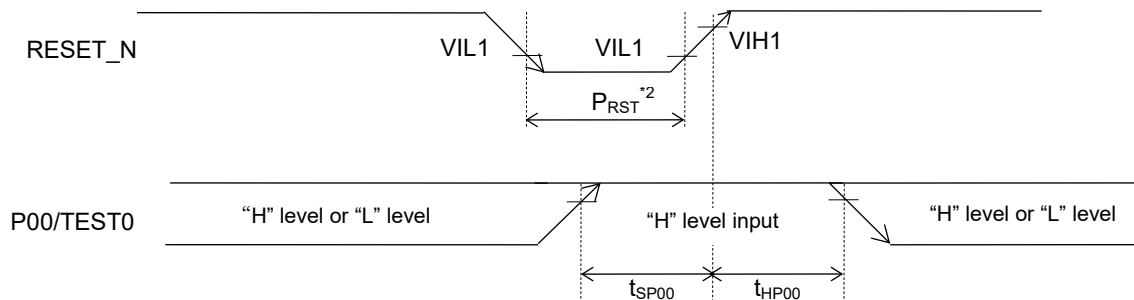 RESET_N
VIL1
VIL1
VIH1
PRST*2
P00/TEST0
“H” level or “L” level
“H” level input
“H” level or “L” level
tSP00
tHP00